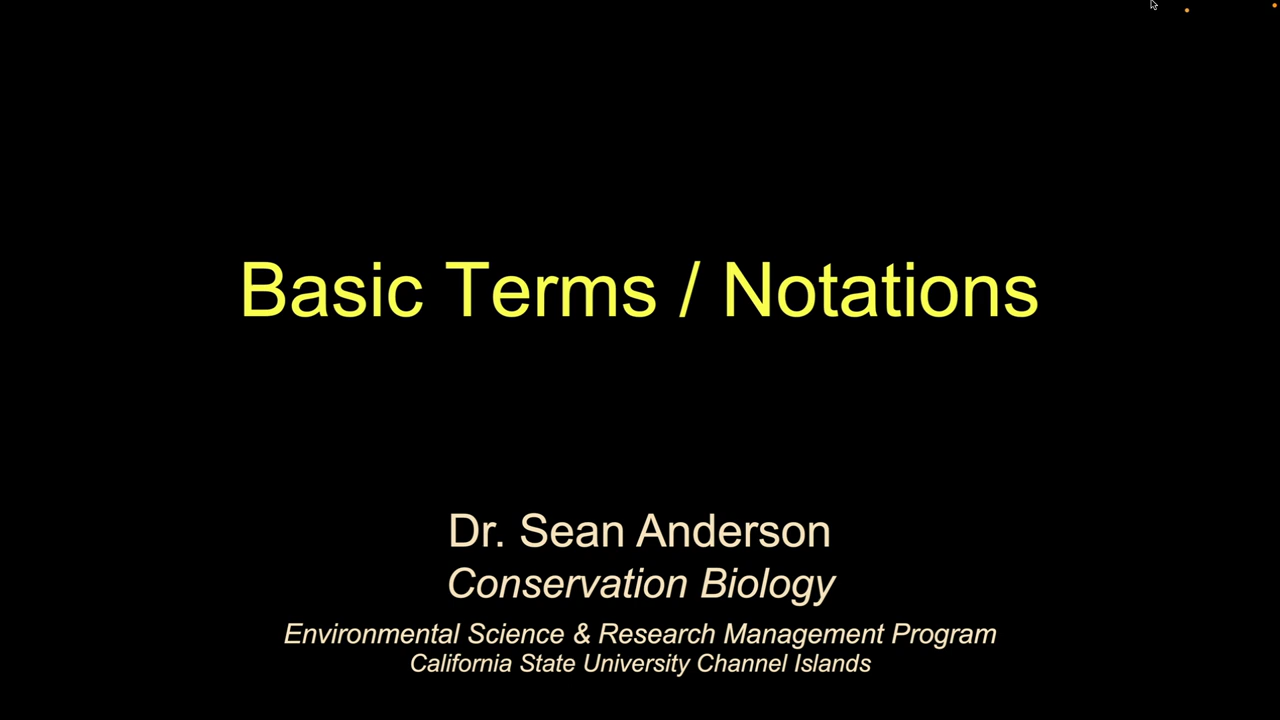 Basic Terms / Notations
Dr. Sean Anderson
Conservation Biology
Environmental Science & Research Management Program
California State University Channel Islands